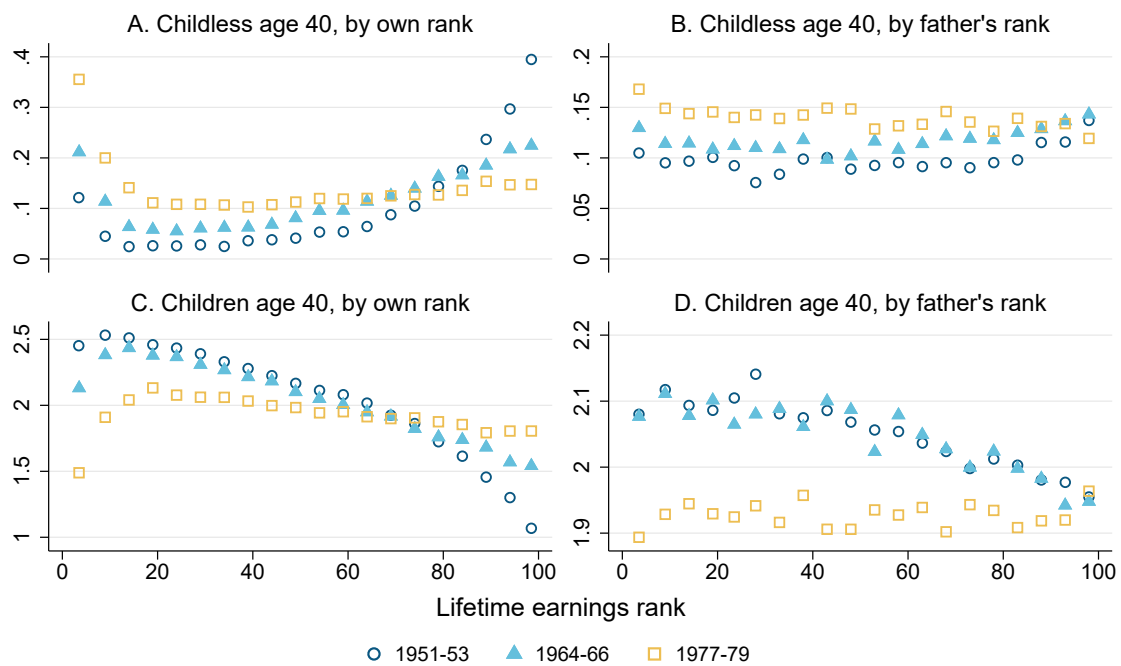 A. Childless age 40, by own rank
.4
.3
.2
.1
0
B. Childless age 40, by father's rank
.2
.15
.1
.05
0
C. Children age 40, by own rank
2.5
2
1.5
1
0 20 40 60 80 100
D. Children age 40, by father's rank
2.2
2.1
2
1.9
0 20 40 60 80 100
Lifetime earnings rank
1951-53 1964-66 1977-79